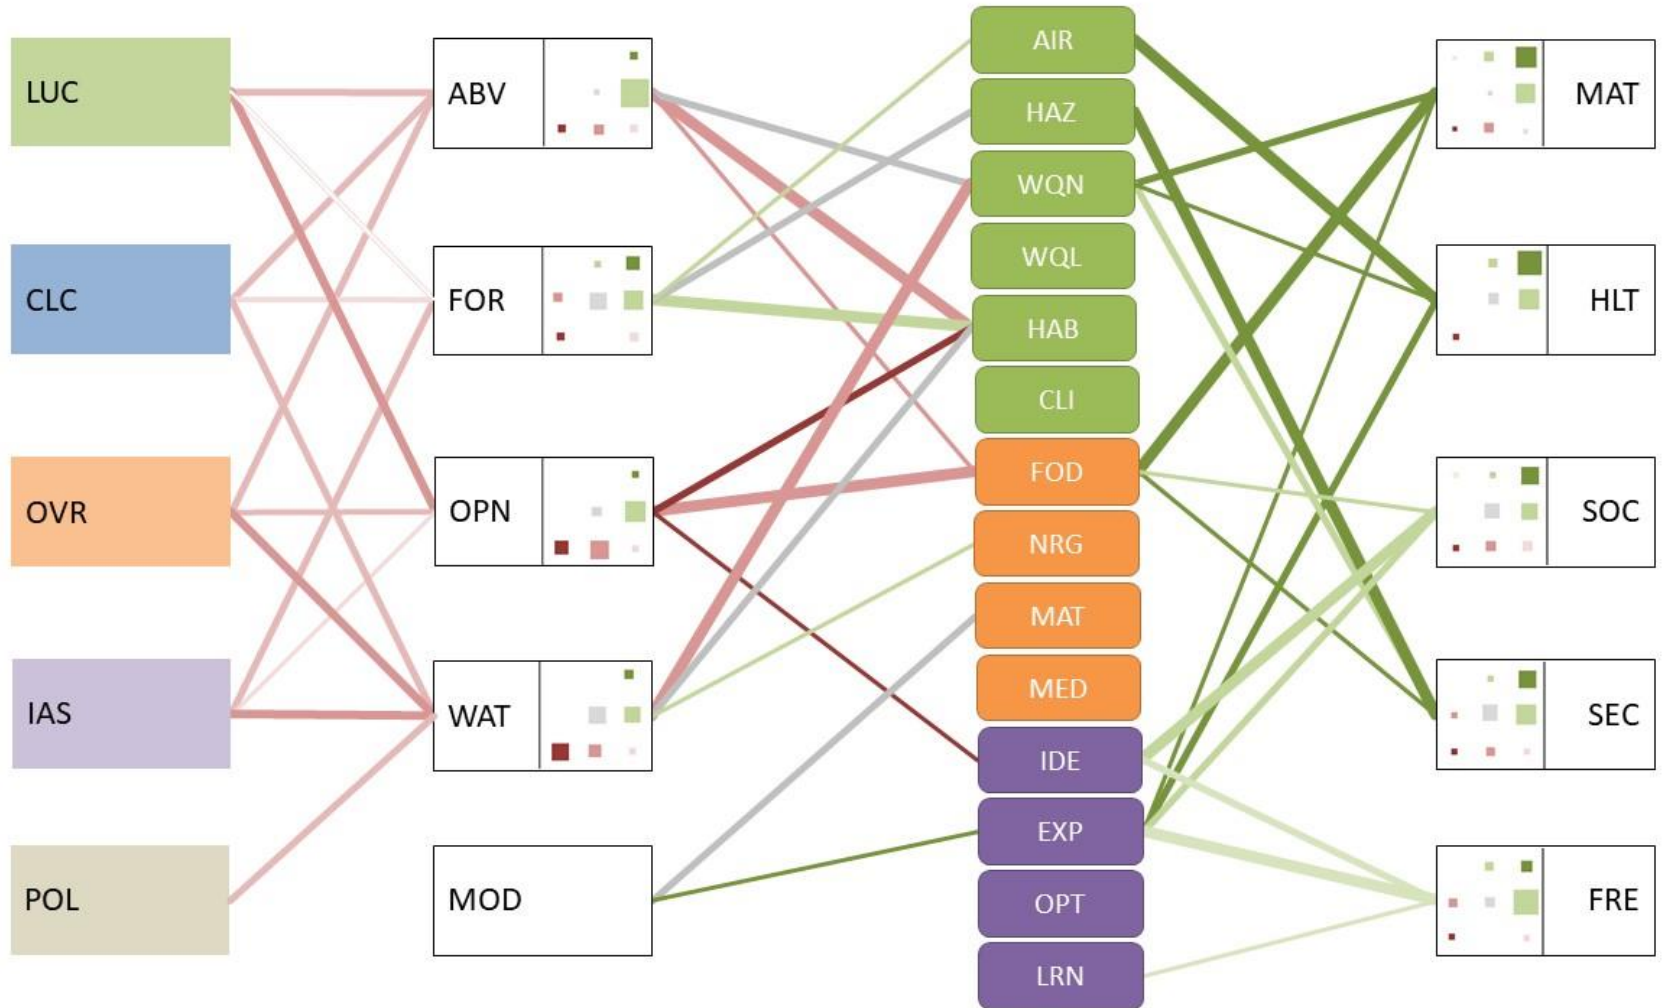 LUC
CLC
OVR
IAS
POL
ABV
FOR
OPN
WAT
MOD
AIR
HAZ
WQN
WQL
HAB
CLI
FOD
NRG
MAT
MED
IDE
EXP
OPT
LRN
MAT
HLT
SOC
SEC
FRE